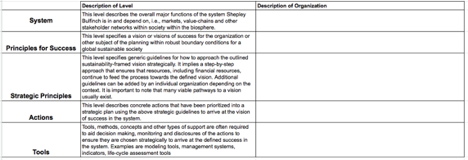 Description of Level
Description of Organization
System
This level describes the overall major functions of the system Shepley
Bulfinch is in and depend on, i.e., markets, value-chains and other
stakeholder networks within society within the biosphere.
Principles for Success
This level specifies a vision or visions of success for the organization or
other subject of the planning within robust boundary conditions for a
global sustainable society
Strategic Principles
This level specifies generic guidelines for how to approach the outlined
sustainability-framed vision strategically. It implies a step-by-step
approach that ensures that resources, including financial resources,
continue to feed the process towards the defined vision. Additional
guidelines can be added by an individual organization depending on the
context. It is important to note that many viable pathways to a vision
usually exist.
Actions
This level describes concrete actions that have been prioritized into a
strategic plan using the above strategic guidelines to arrive at the vision
of success in the system.
Tools
Tools, methods, concepts and other types of support are often required
to aid decision making, monitoring and disclosures of the actions to
ensure they are chosen strategically to arrive at the defined success in
the system. Examples are modeling tools, management systems,
indicators, life-cycle assessment tools